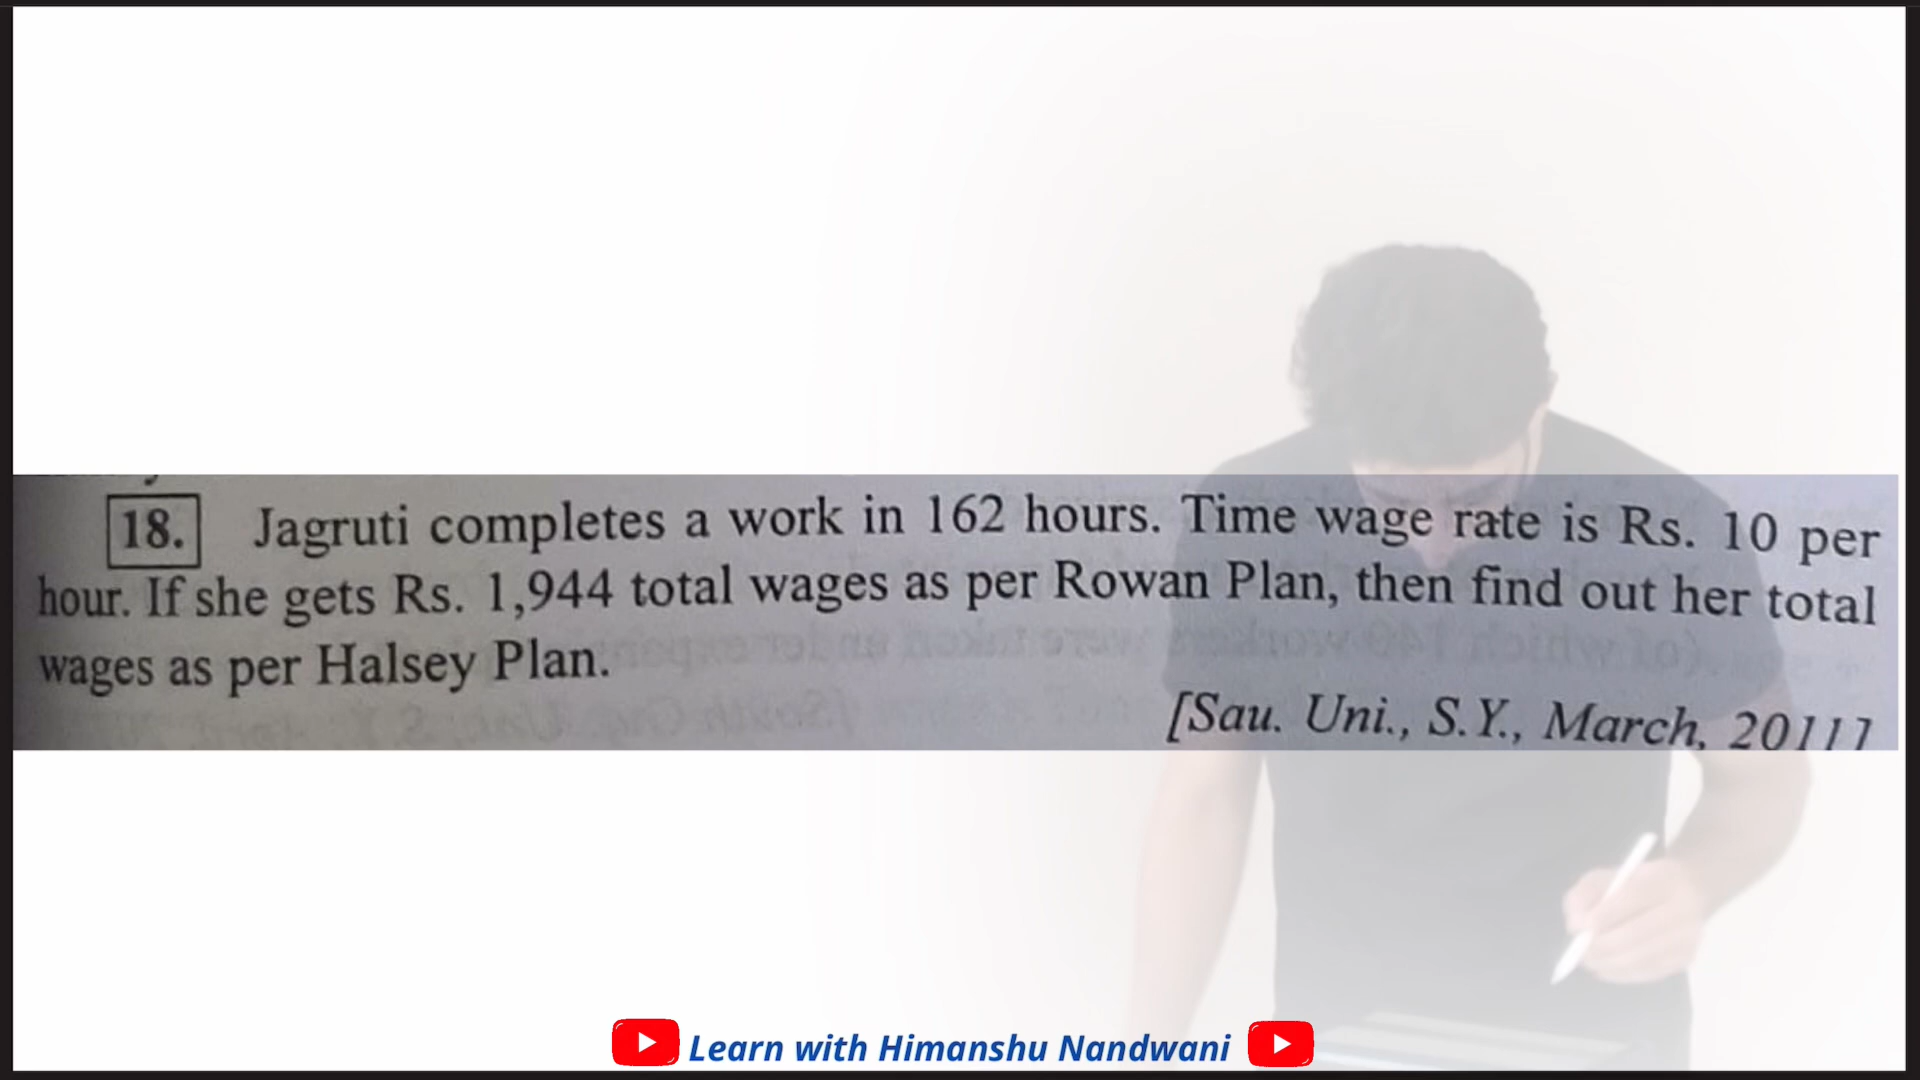 18. Jagruti completes a work in 162 hours. Time wage rate is Rs. 10 per
hour. If she gets Rs. 1,944 total wages as per Rowan Plan, then find out her total
wages as per Halsey Plan.
[Sau. Uni., S.Y., March, 2011]
Learn with Himanshu Nandwani